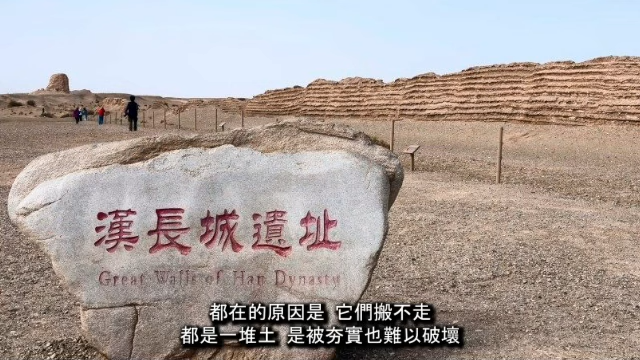 漢長城遺址
Great Walls of Han Dynasty
都在的原因是 它們搬不走
都是一堆土 是被夯實也難以破壞